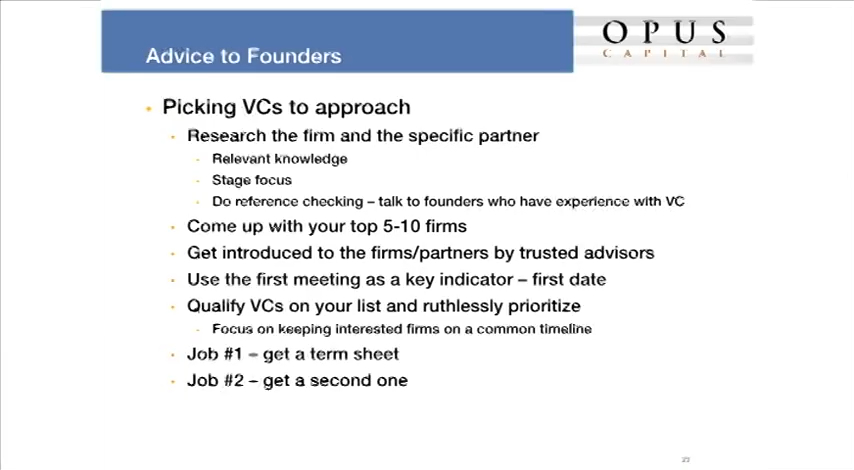 Advice to Founders
OPUS
CAPITAL
Picking VCs to approach
Research the firm and the specific partner
Relevant knowledge
Stage focus
Do reference checking – talk to founders who have experience with VC
Come up with your top 5-10 firms
Get introduced to the firms/partners by trusted advisors
Use the first meeting as a key indicator – first date
Qualify VCs on your list and ruthlessly prioritize
Focus on keeping interested firms on a common timeline
Job #1 – get a term sheet
Job #2 – get a second one